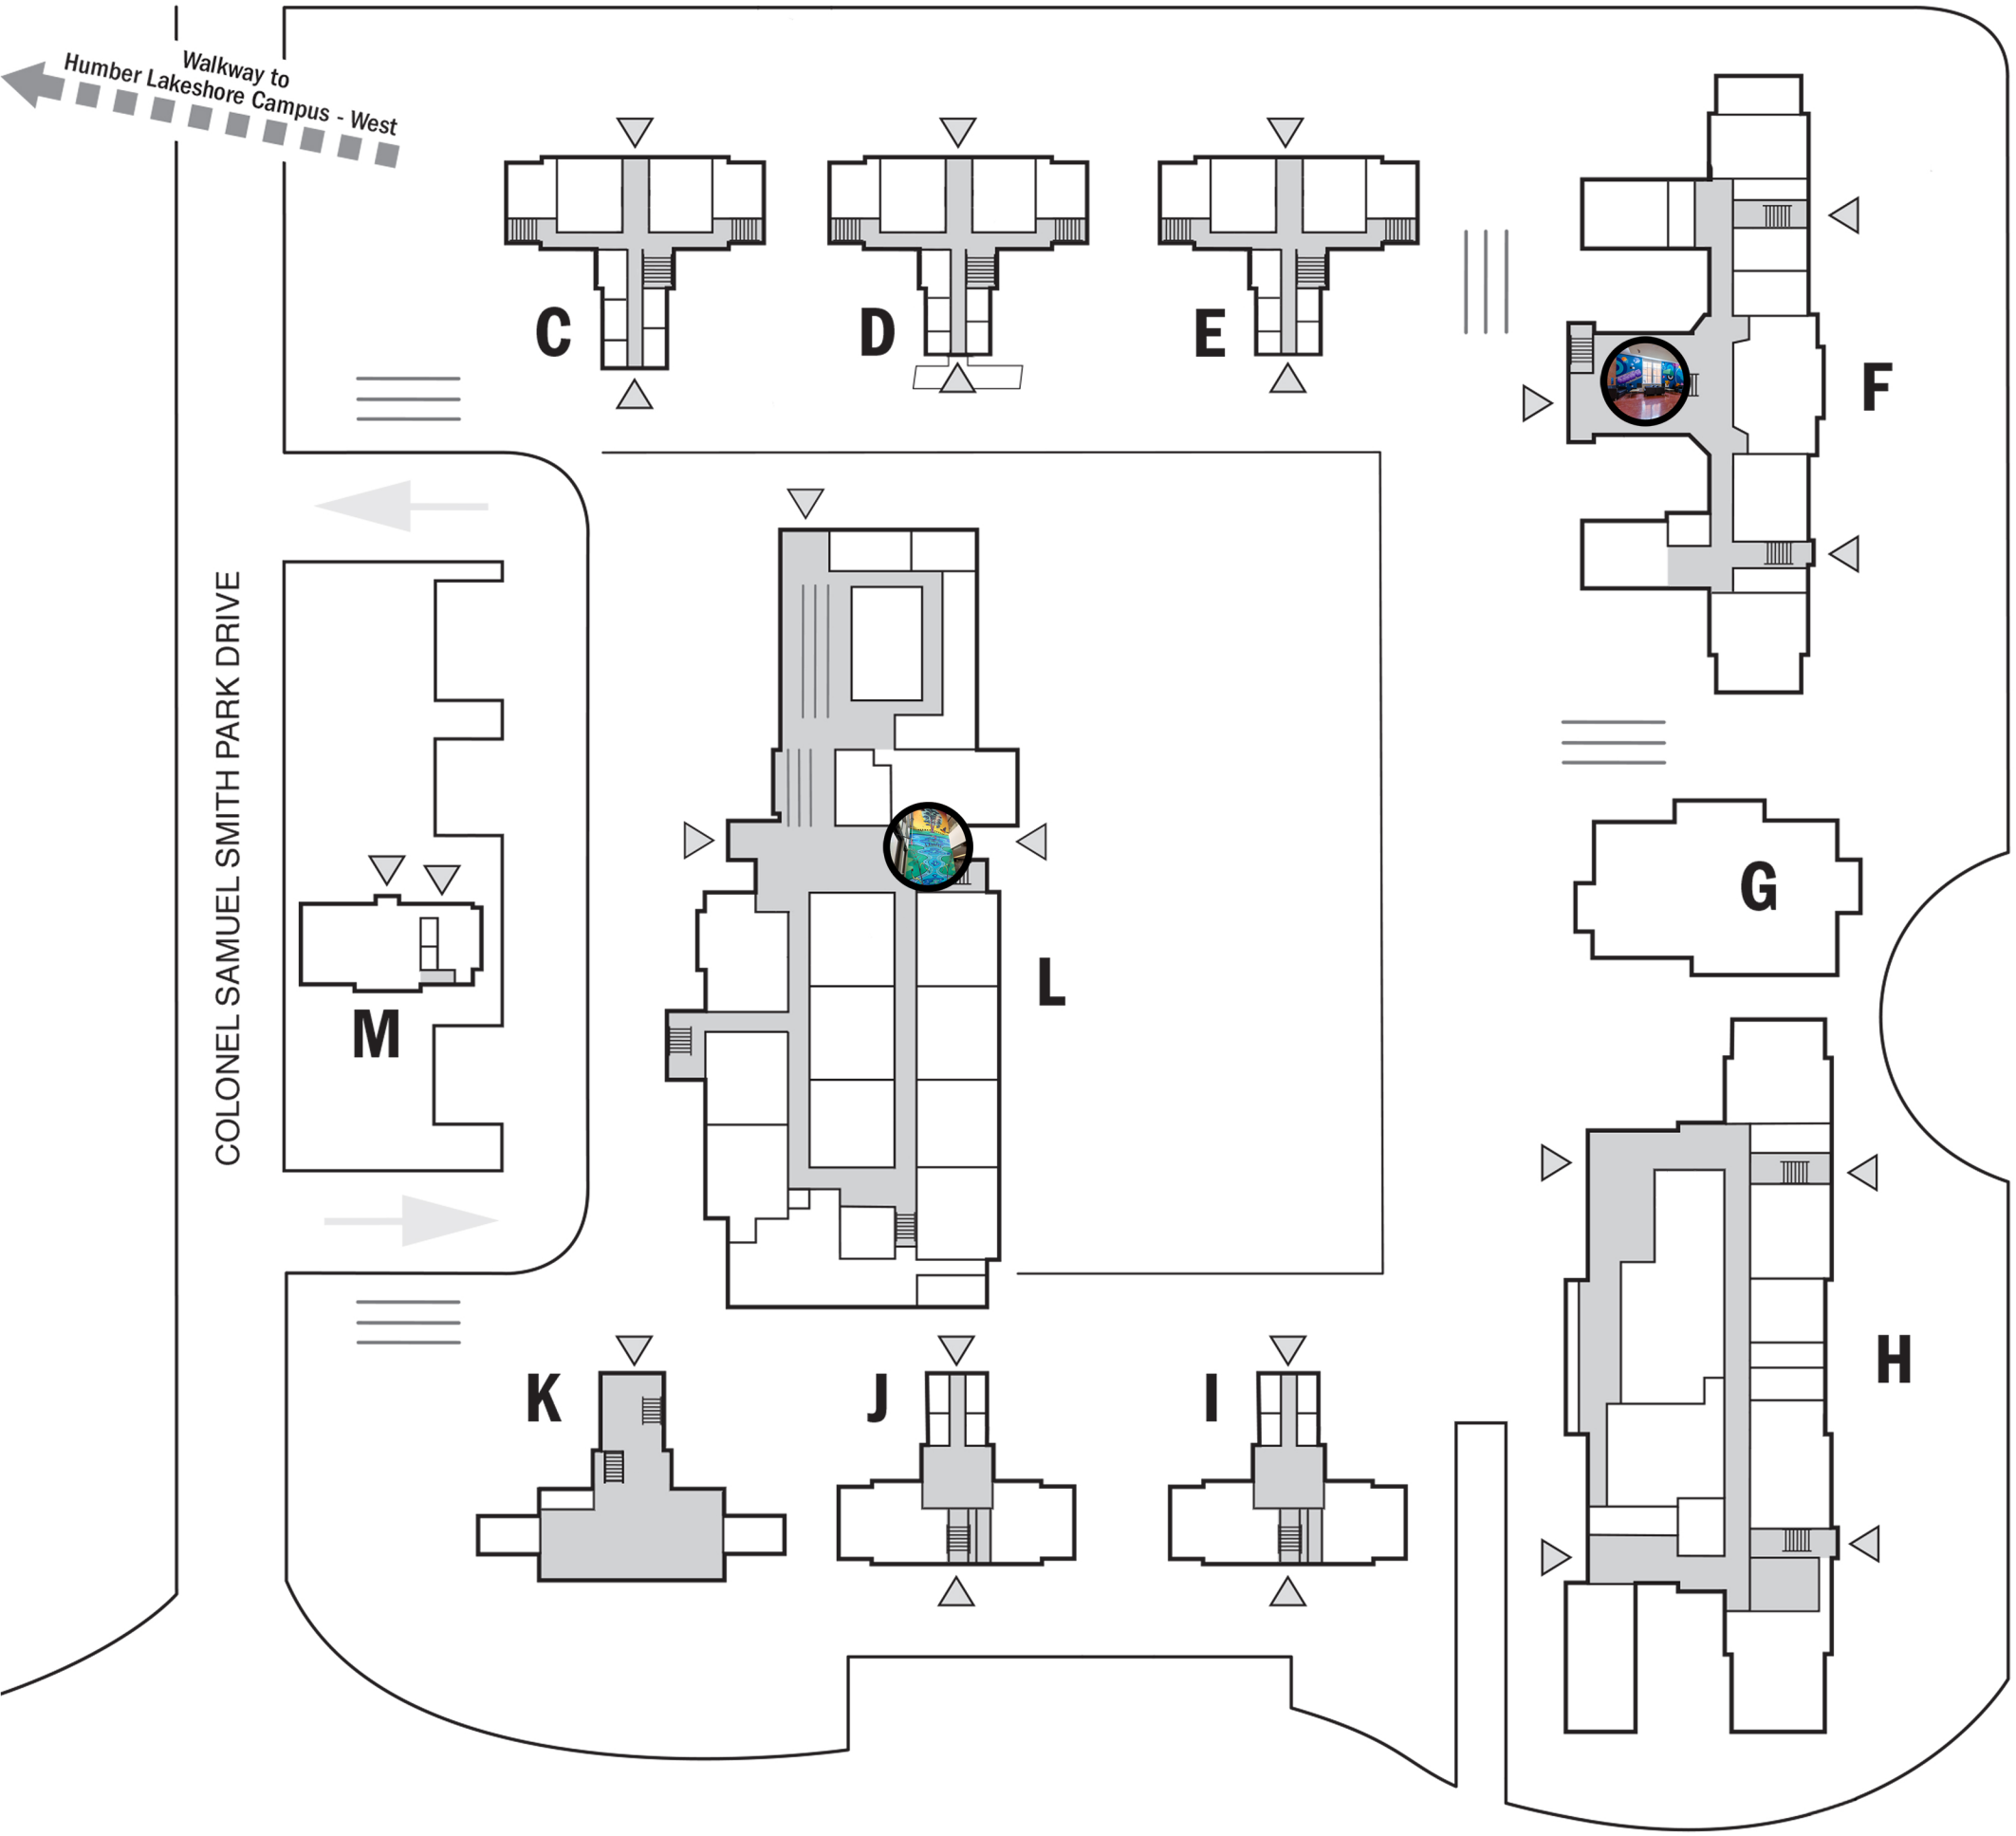 Walkway to
Humber Lakeshore Campus - West
C
D
E
F
COLONEL SAMUEL SMITH PARK DRIVE
G
L
M
H
K
J
I